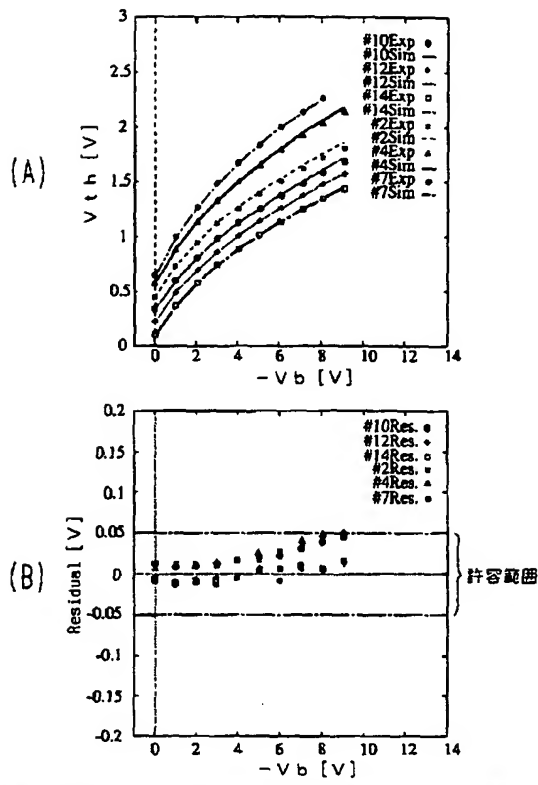 (A)
Vth [V]
3
2.5
2
1.5
1
0.5
0
#10Exp
#10Sim
#12Exp
#12Sim
#14Exp
#14Sim
#2Exp
#2Sim
#4Exp
#4Sim
#7Exp
#7Sim
0 2 4 6 8 10 12 14
-Vb [V]
(B)
Residual [V]
0.2
0.15
0.1
0.05
0
-0.05
-0.1
-0.15
-0.2
#10Res.
#12Res.
#14Res.
#2Res.
#4Res.
#7Res.
許容範囲
0 2 4 6 8 10 12 14
-Vb [V]